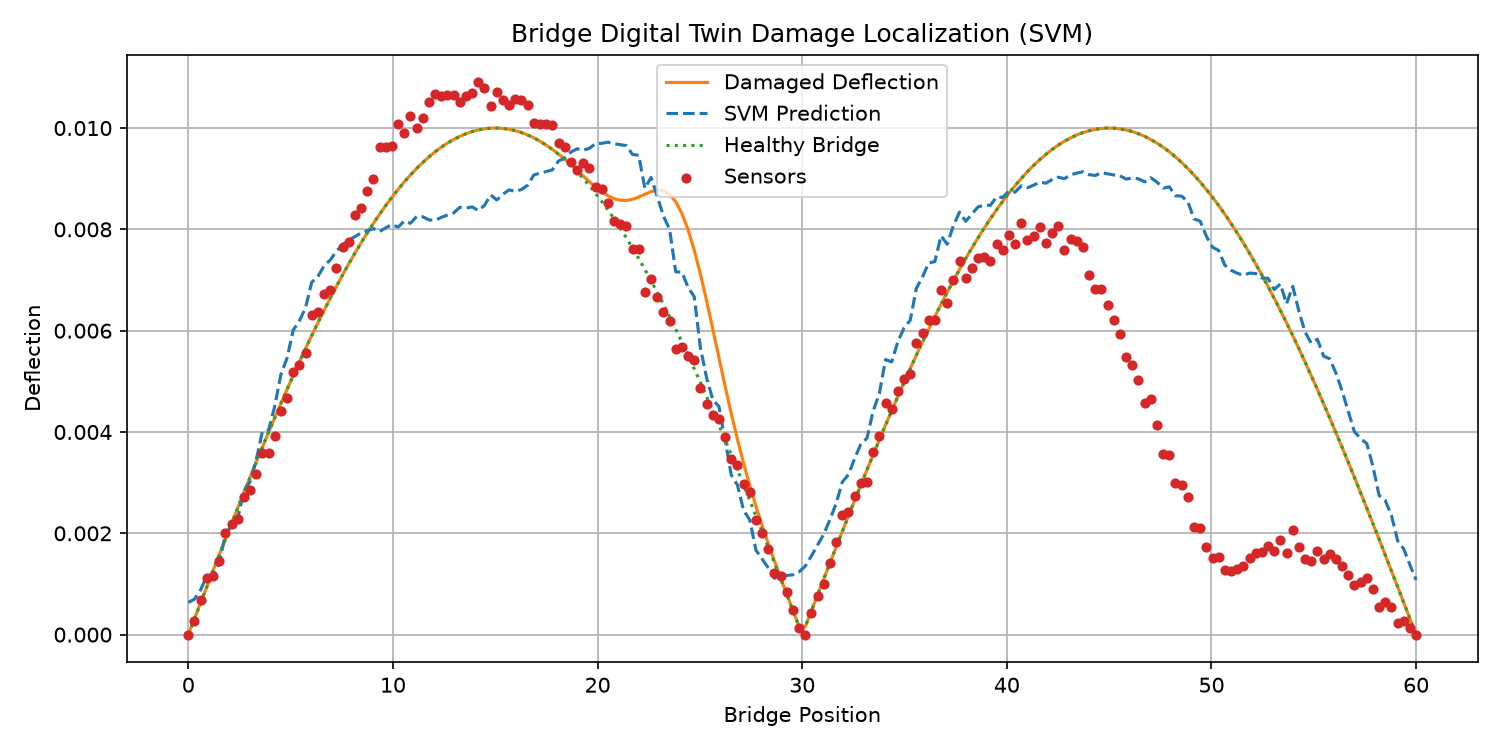 Bridge Digital Twin Damage Localization (SVM)
Damaged Deflection
SVM Prediction
Healthy Bridge
Sensors
Deflection
0.010
0.008
0.006
0.004
0.002
0.000
0 10 20 30 40 50 60
Bridge Position